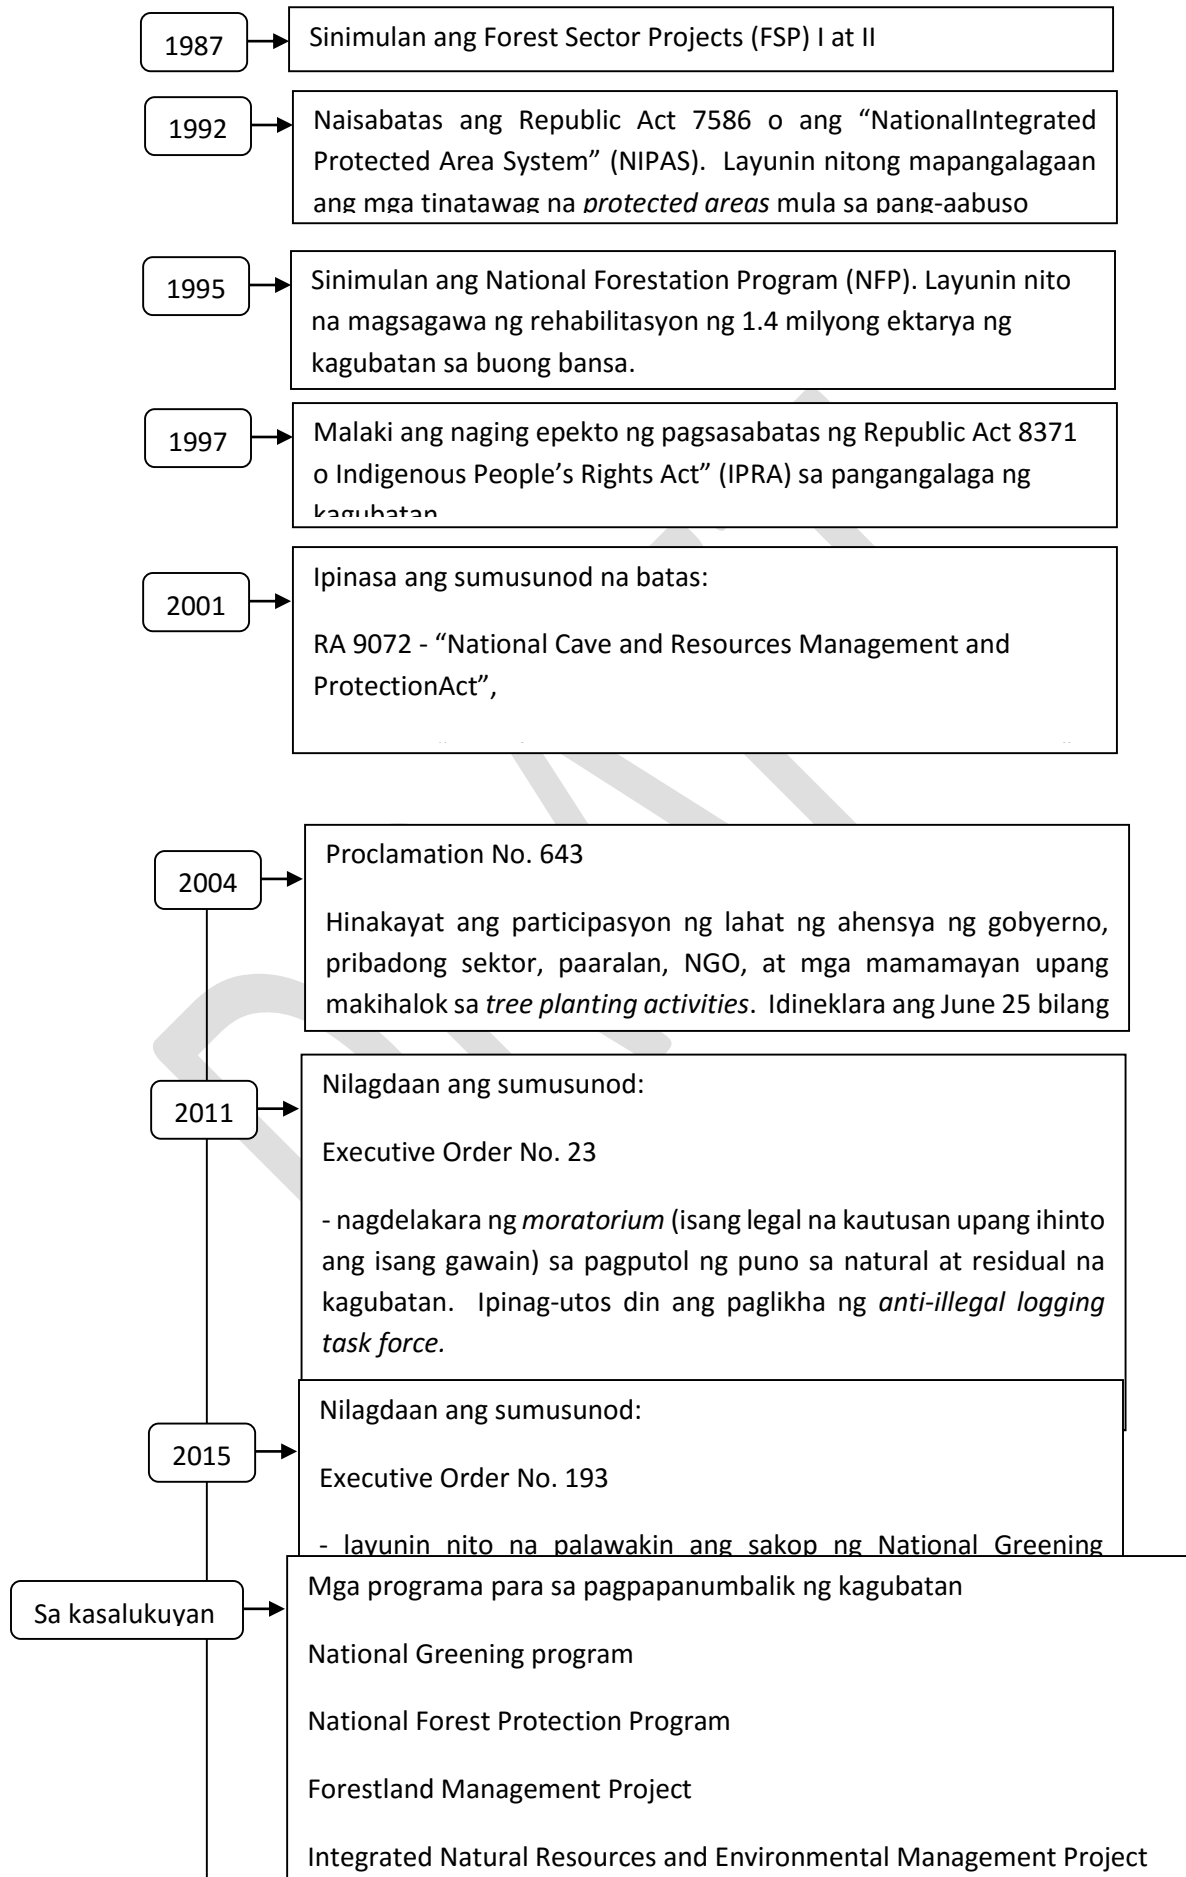 1987
Sinimulan ang Forest Sector Projects (FSP) I at II
1992
Naisabatas ang Republic Act 7586 o ang “NationalIntegrated
Protected Area System” (NIPAS). Layunin nitong mapangalagaan
ang mga tinatawag na protected areas mula sa pang-aabuso
1995
Sinimulan ang National Forestation Program (NFP). Layunin nito
na magsagawa ng rehabilitasyon ng 1.4 milyong ektarya ng
kagubatan sa buong bansa.
1997
Malaki ang naging epekto ng pagsasabatas ng Republic Act 8371
o Indigenous People’s Rights Act” (IPRA) sa pangangalaga ng
kagubatan
2001
Ipinasa ang sumusunod na batas:
RA 9072 - “National Cave and Resources Management and
ProtectionAct”,
2004
Proclamation No. 643
Hinakayat ang participasyon ng lahat ng ahensya ng gobyerno,
pribadong sektor, paaralan, NGO, at mga mamamayan upang
makihalok sa tree planting activities. Idineklara ang June 25 bilang
2011
Nilagdaan ang sumusunod:
Executive Order No. 23
- nagdelakara ng moratorium (isang legal na kautusan upang ihinto
ang isang gawain) sa pagputol ng puno sa natural at residual na
kagubatan. Ipinag-utos din ang paglikha ng anti-illegal logging
task force.
2015
Nilagdaan ang sumusunod:
Executive Order No. 193
- layunin nito na palawakin ang sakop ng National Greening
Sa kasalukuyan
Mga programa para sa pagpapanumbalik ng kagubatan
National Greening program
National Forest Protection Program
Forestland Management Project
Integrated Natural Resources and Environmental Management Project